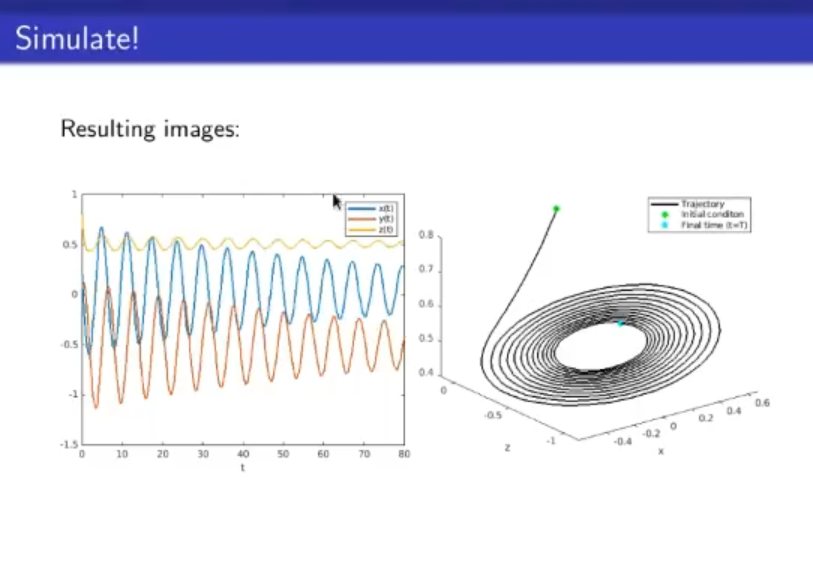 Simulate!
Resulting images:
1
0.5
0
-0.5
-1
-1.5
0 10 20 30 40 50 60 70 80
t
x(t)
y(t)
z(t)
Trajectory
Initial conditon
Final time (t=T)
0.8
0.7
0.6
0.5
0.4
0
-0.5
-1
z
-0.4 -0.2 0 0.2 0.4 0.6
x